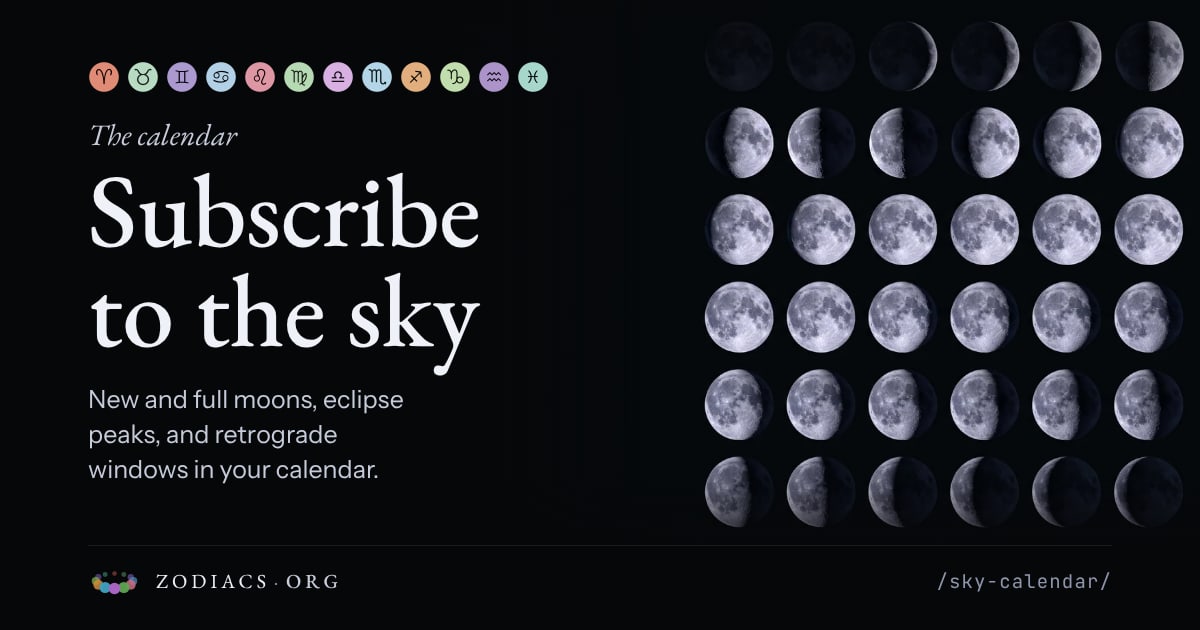 ♈ ♉ ♊ ♋ ♌ ♍ ♎ ♏ ♐ ♑ ♒ ♓
The calendar
Subscribe
to the sky
New and full moons, eclipse
peaks, and retrograde
windows in your calendar.
ZODIACS·ORG
/sky-calendar/